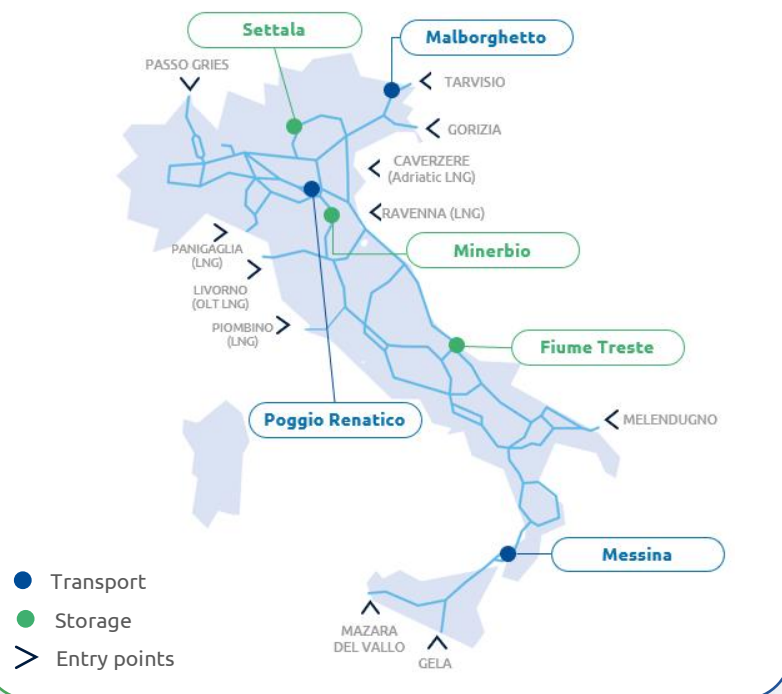 Settala
Malborghetto
PASSO GRIES
TARVISIO
GORIZIA
CAVERZERE
(Adriatic LNG)
RAVENNA (LNG)
PANIGAGLIA
(LNG)
Minerbio
LIVORNO
(OLT LNG)
PIOMBINO
(LNG)
Fiume Treste
Poggio Renatico
MELENDUGNO
Messina
Transport
Storage
Entry points
MAZARA
DEL VALLO
GELA